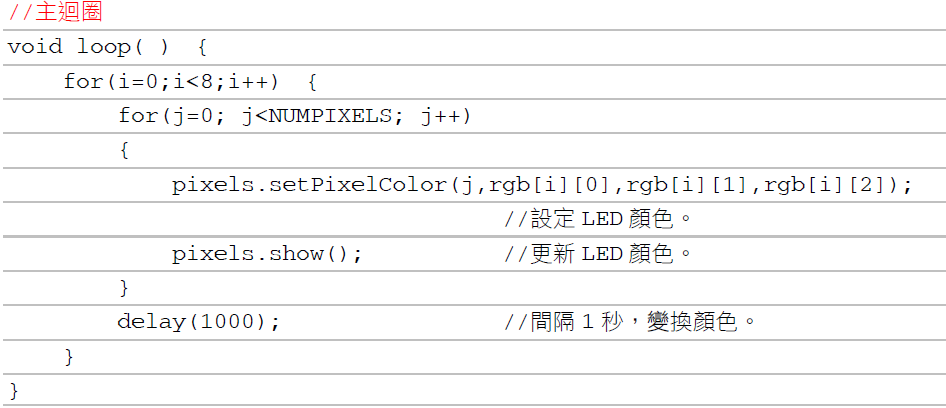 //主迴圈
void loop( ) {
    for(i=0;i<8;i++) {
        for(j=0; j<NUMPIXELS; j++)
        {
            pixels.setPixelColor(j,rgb[i][0],rgb[i][1],rgb[i][2]);
                                    //設定 LED 顏色。
            pixels.show();          //更新 LED 顏色。
        }
        delay(1000);                //間隔 1 秒，變換顏色。
    }
}